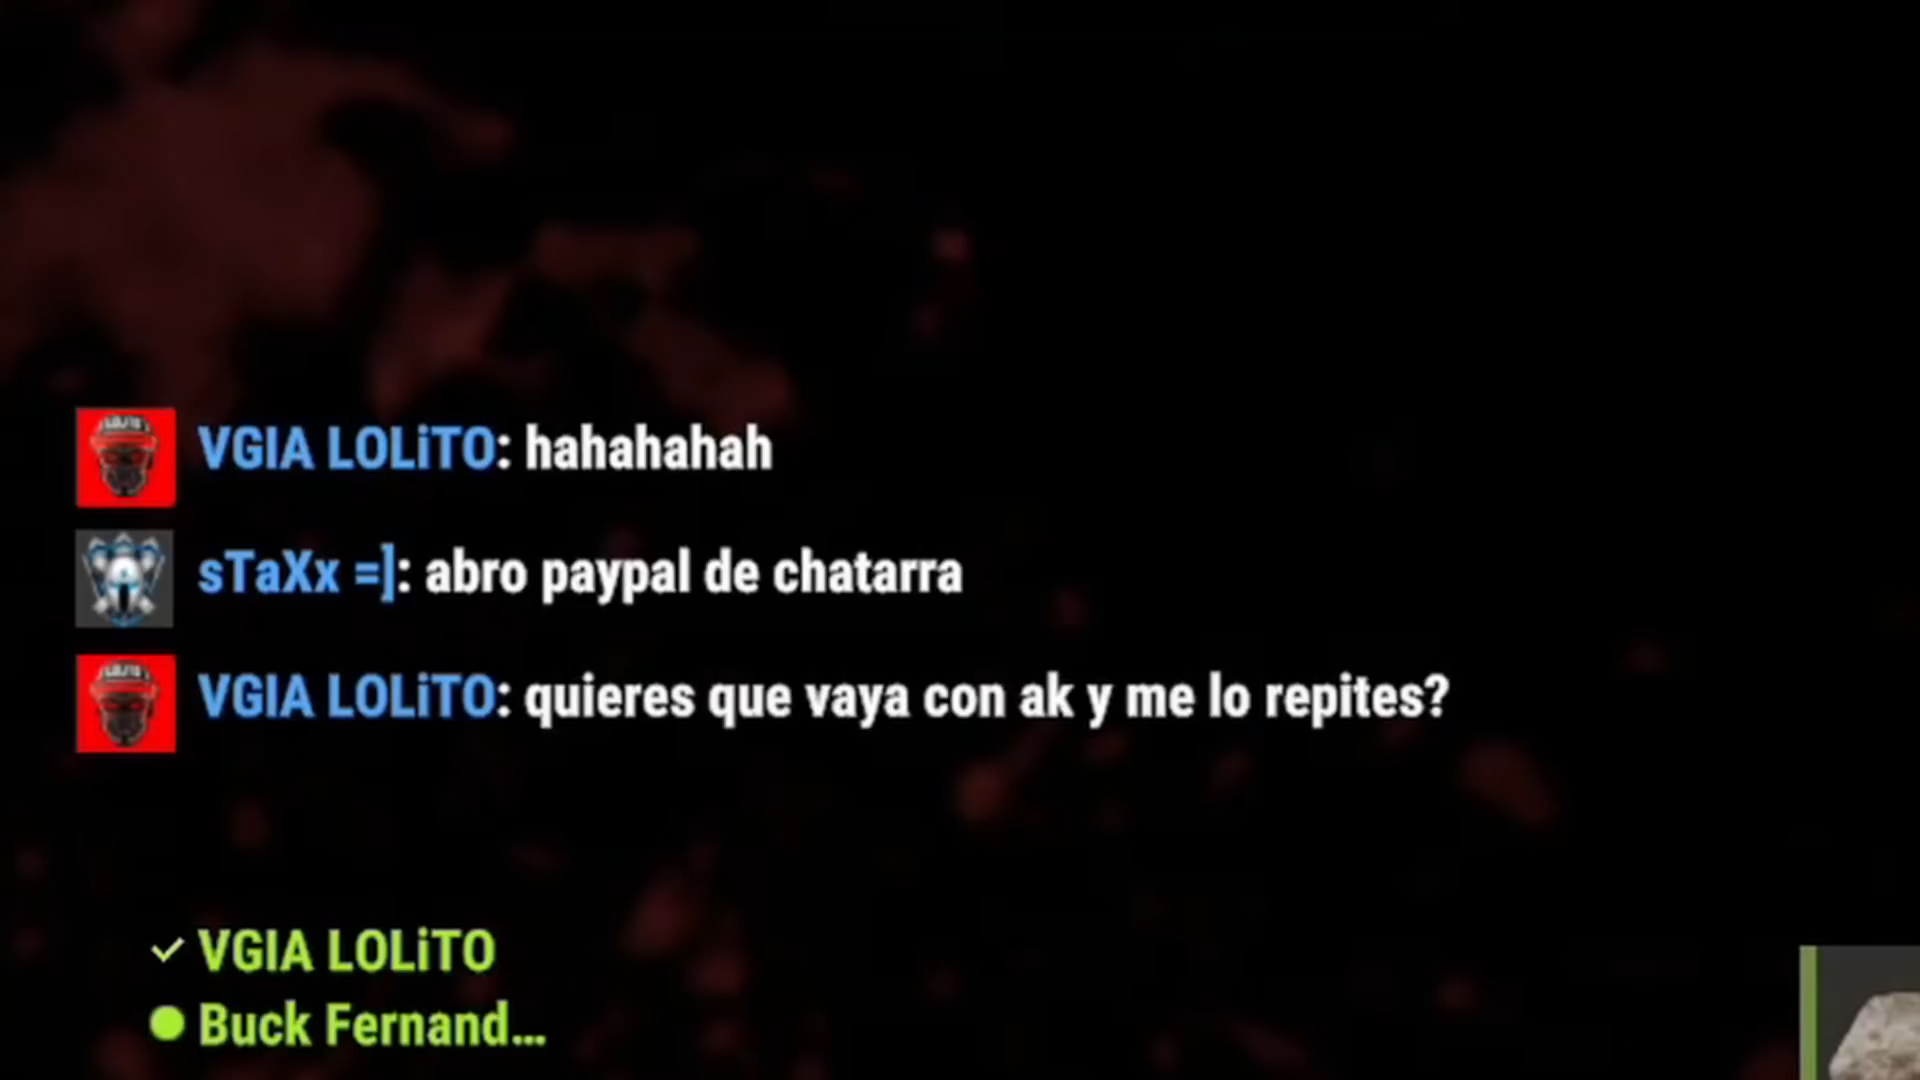 VGIA LOLiTO: hahahahah
sTaXx =]: abro paypal de chatarra
VGIA LOLiTO: quieres que vaya con ak y me lo repites?
VGIA LOLiTO
Buck Fernand...